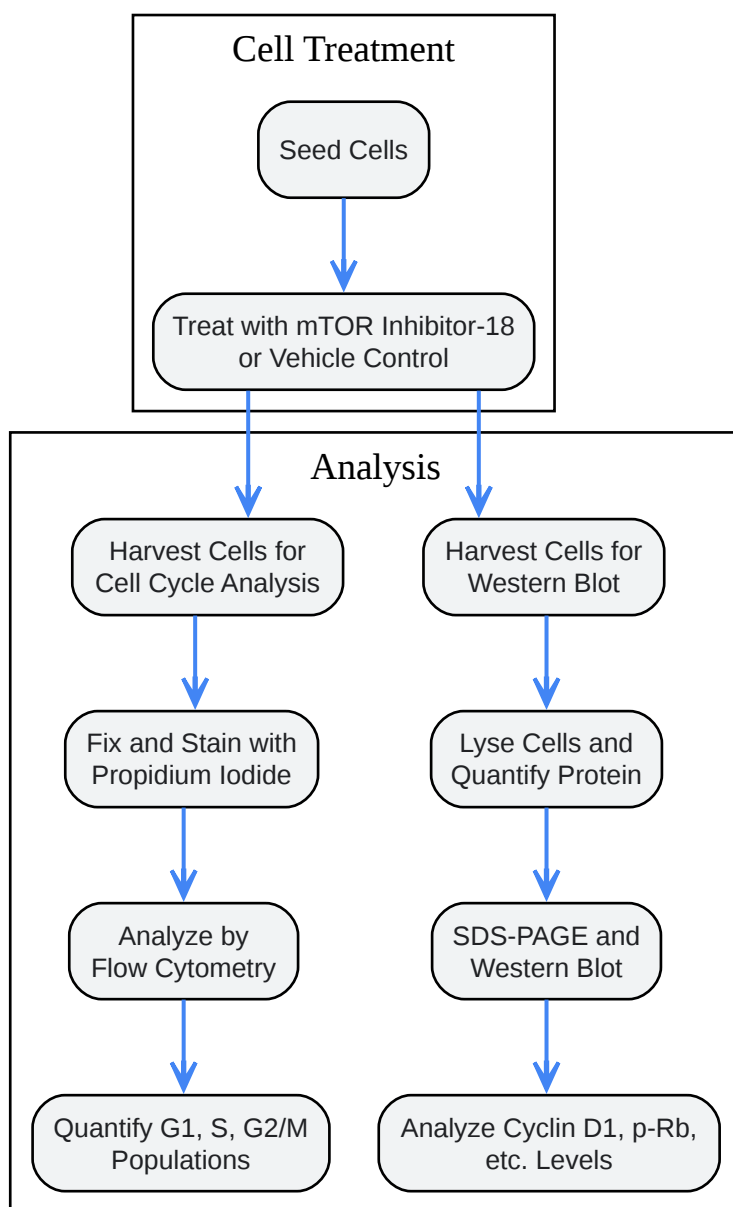 Cell Treatment
Seed Cells
Treat with mTOR Inhibitor-18
or Vehicle Control
Analysis
Harvest Cells for
Cell Cycle Analysis
Harvest Cells for
Western Blot
Fix and Stain with
Propidium Iodide
Lyse Cells and
Quantify Protein
Analyze by
Flow Cytometry
SDS-PAGE and
Western Blot
Quantify G1, S, G2/M
Populations
Analyze Cyclin D1, p-Rb,
etc. Levels